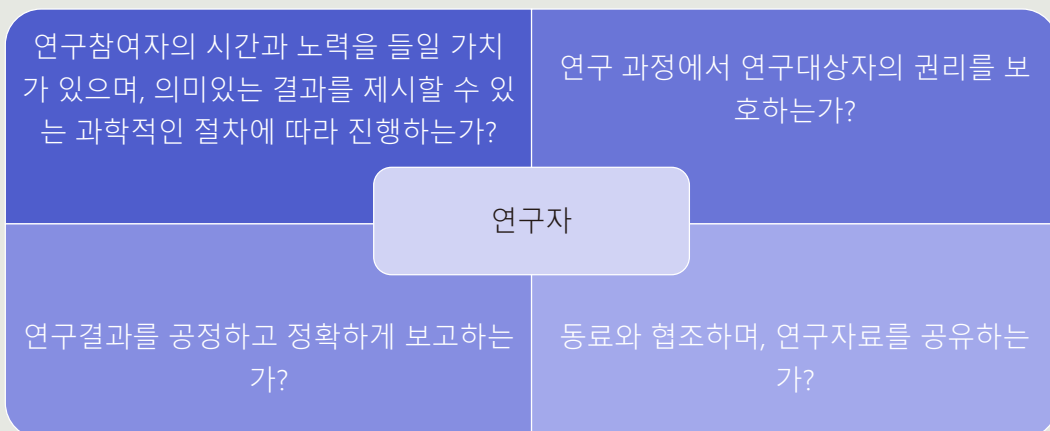 연구참여자의 시간과 노력을 들일 가치
가 있으며, 의미있는 결과를 제시할 수 있
는 과학적인 절차에 따라 진행하는가?
연구 과정에서 연구대상자의 권리를 보
호하는가?
연구자
연구결과를 공정하고 정확하게 보고하는
가?
동료와 협조하며, 연구자료를 공유하는
가?